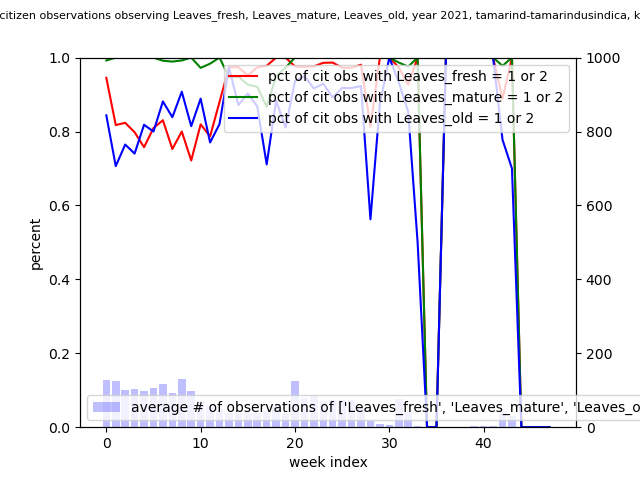 citizen observations observing Leaves_fresh, Leaves_mature, Leaves_old, year 2021, tamarind-tamarindusindica, k
pct of cit obs with Leaves_fresh = 1 or 2
pct of cit obs with Leaves_mature = 1 or 2
pct of cit obs with Leaves_old = 1 or 2
1.0
0.8
0.6
0.4
0.2
0.0
percent
1000
800
600
400
200
0
average # of observations of ['Leaves_fresh', 'Leaves_mature', 'Leaves_o
0 10 20 30 40
week index